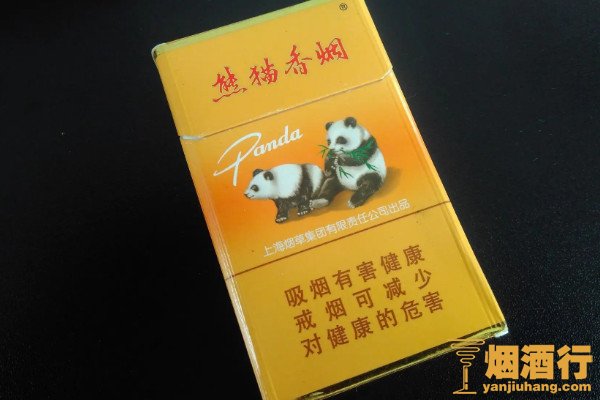 ®
熊猫香烟
Panda
上海烟草集团有限责任公司出品
吸烟有害健康
戒烟可减少
对健康的危害
烟酒行
yanjiuhang.com